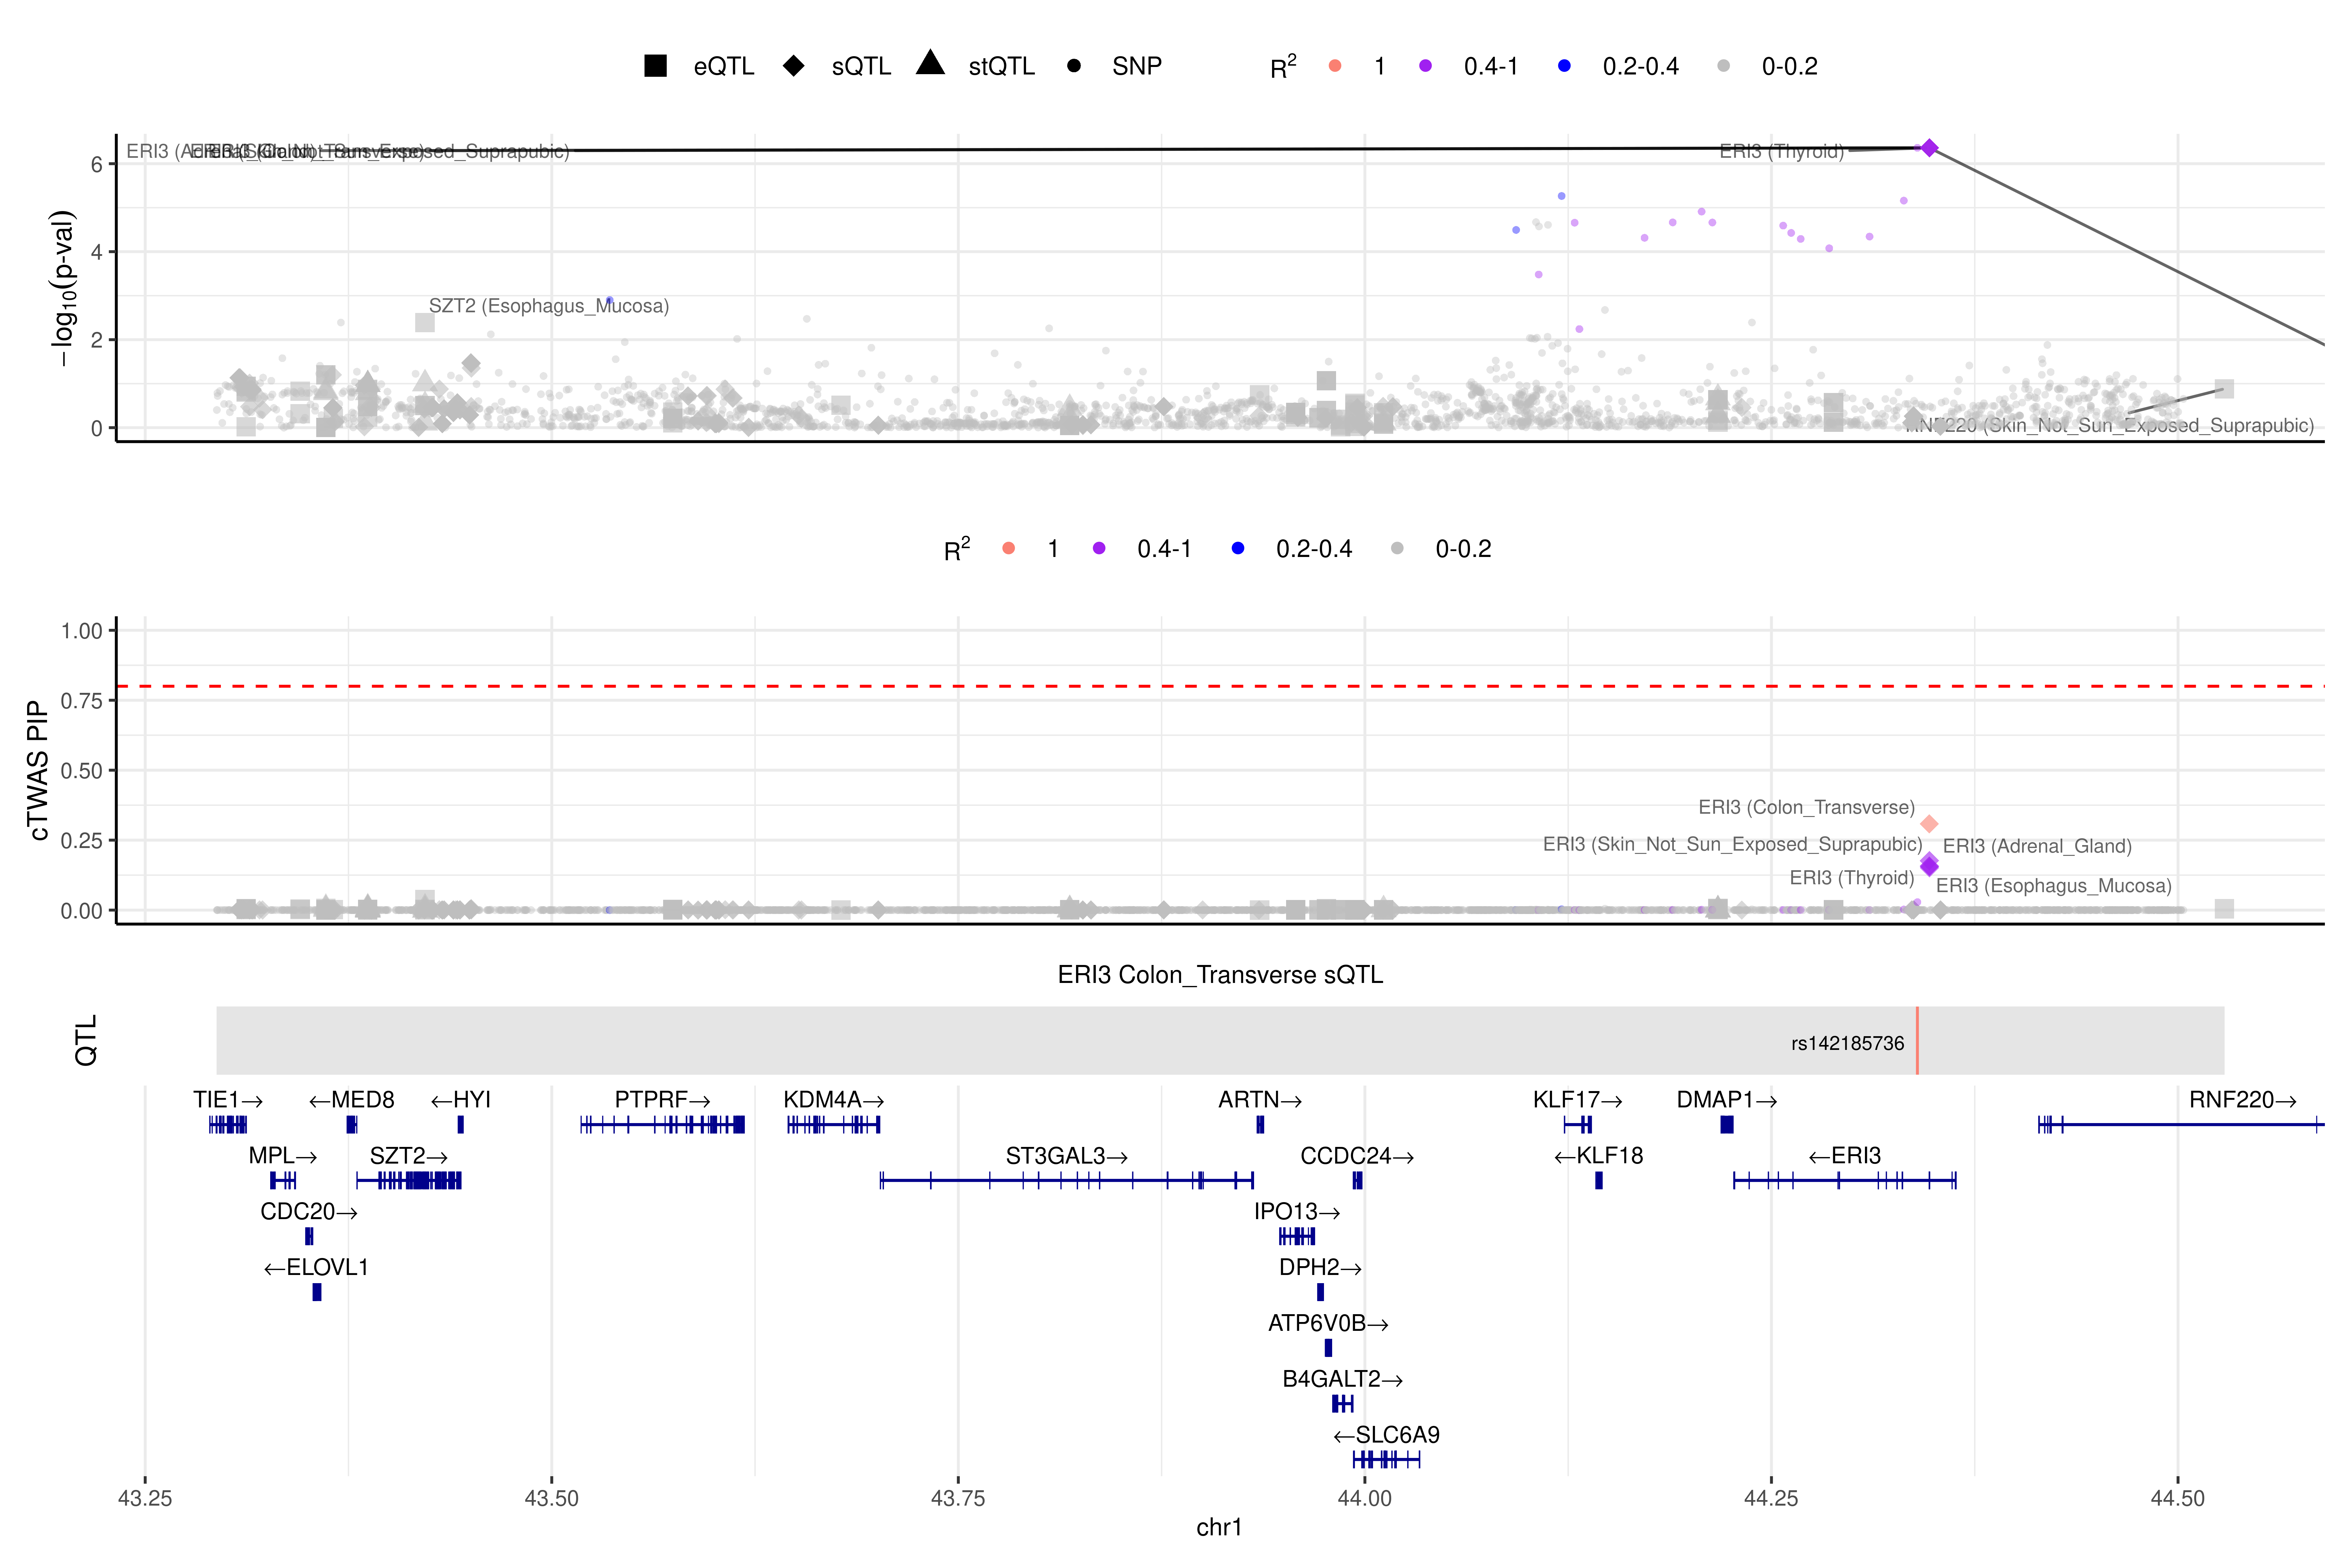 eQTL sQTL stQTL SNP R2 1 0.4-1 0.2-0.4 0-0.2
ERI3 (Thyroid)
SZT2 (Esophagus_Mucosa)
(Skin_Not_Sun_Exposed_Suprapubic)
−log10(p-val)
6
4
2
0
R2 1 0.4-1 0.2-0.4 0-0.2
cTWAS PIP
1.00
0.75
0.50
0.25
0.00
ERI3 (Colon_Transverse)
ERI3 (Skin_Not_Sun_Exposed_Suprapubic) ERI3 (Adrenal_Gland)
ERI3 (Thyroid) ERI3 (Esophagus_Mucosa)
ERI3 Colon_Transverse sQTL
QTL
rs142185736
TIE1→ ←MED8 ←HYI PTPRF→ KDM4A→ ARTN→ KLF17→ DMAP1→ RNF220→
MPL→ SZT2→ ST3GAL3→ CCDC24→ ←KLF18 ←ERI3
CDC20→ IPO13→
←ELOVL1 DPH2→
ATP6V0B→
B4GALT2→
←SLC6A9
43.25 43.50 43.75 44.00 44.25 44.50
chr1